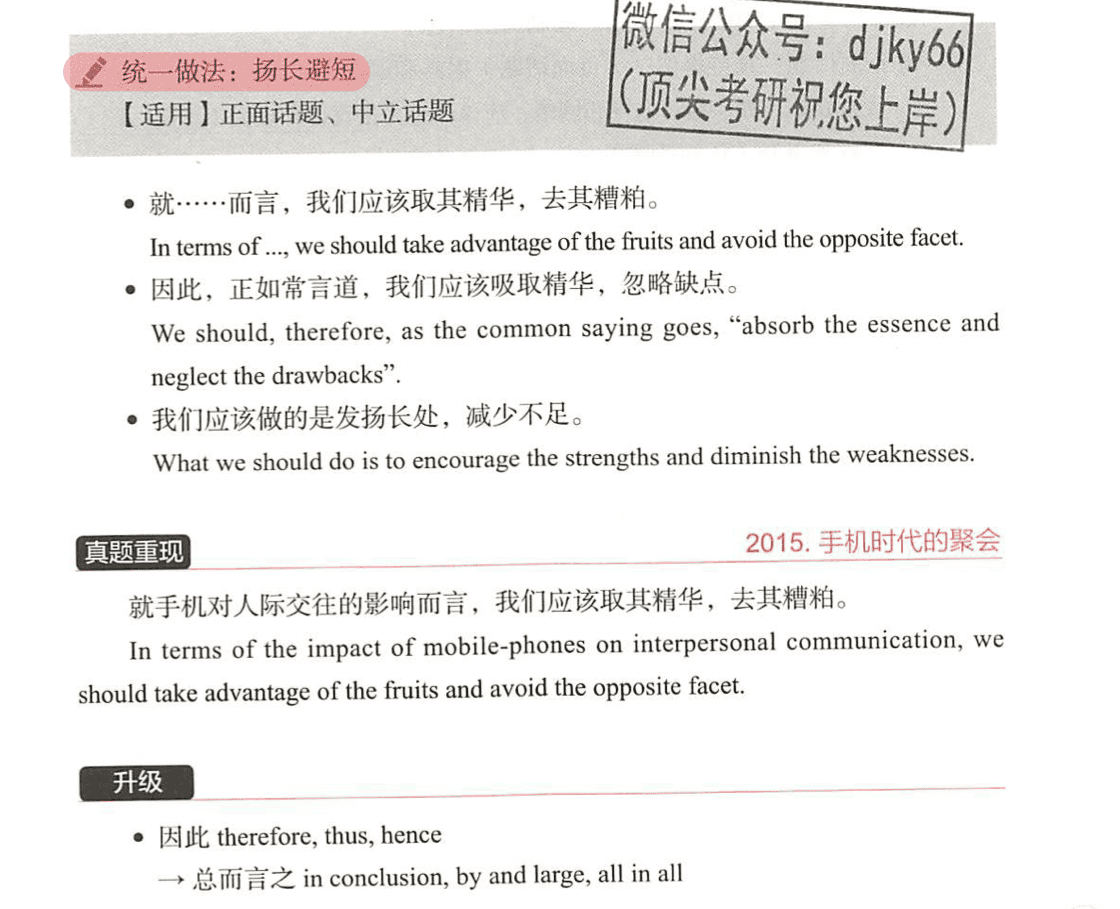 微信公众号：djky66
（顶尖考研祝您上岸）
统一做法：扬长避短
【适用】正面话题、中立话题
• 就……而言，我们应该取其精华，去其糟粕。
In terms of ..., we should take advantage of the fruits and avoid the opposite facet.
• 因此，正如常言道，我们应该吸取精华，忽略缺点。
We should, therefore, as the common saying goes, “absorb the essence and
neglect the drawbacks”.
• 我们应该做的是发扬长处，减少不足。
What we should do is to encourage the strengths and diminish the weaknesses.
真题重现
2015. 手机时代的聚会
就手机对人际交往的影响而言，我们应该取其精华，去其糟粕。
In terms of the impact of mobile-phones on interpersonal communication, we
should take advantage of the fruits and avoid the opposite facet.
升级
• 因此 therefore, thus, hence
→ 总而言之 in conclusion, by and large, all in all